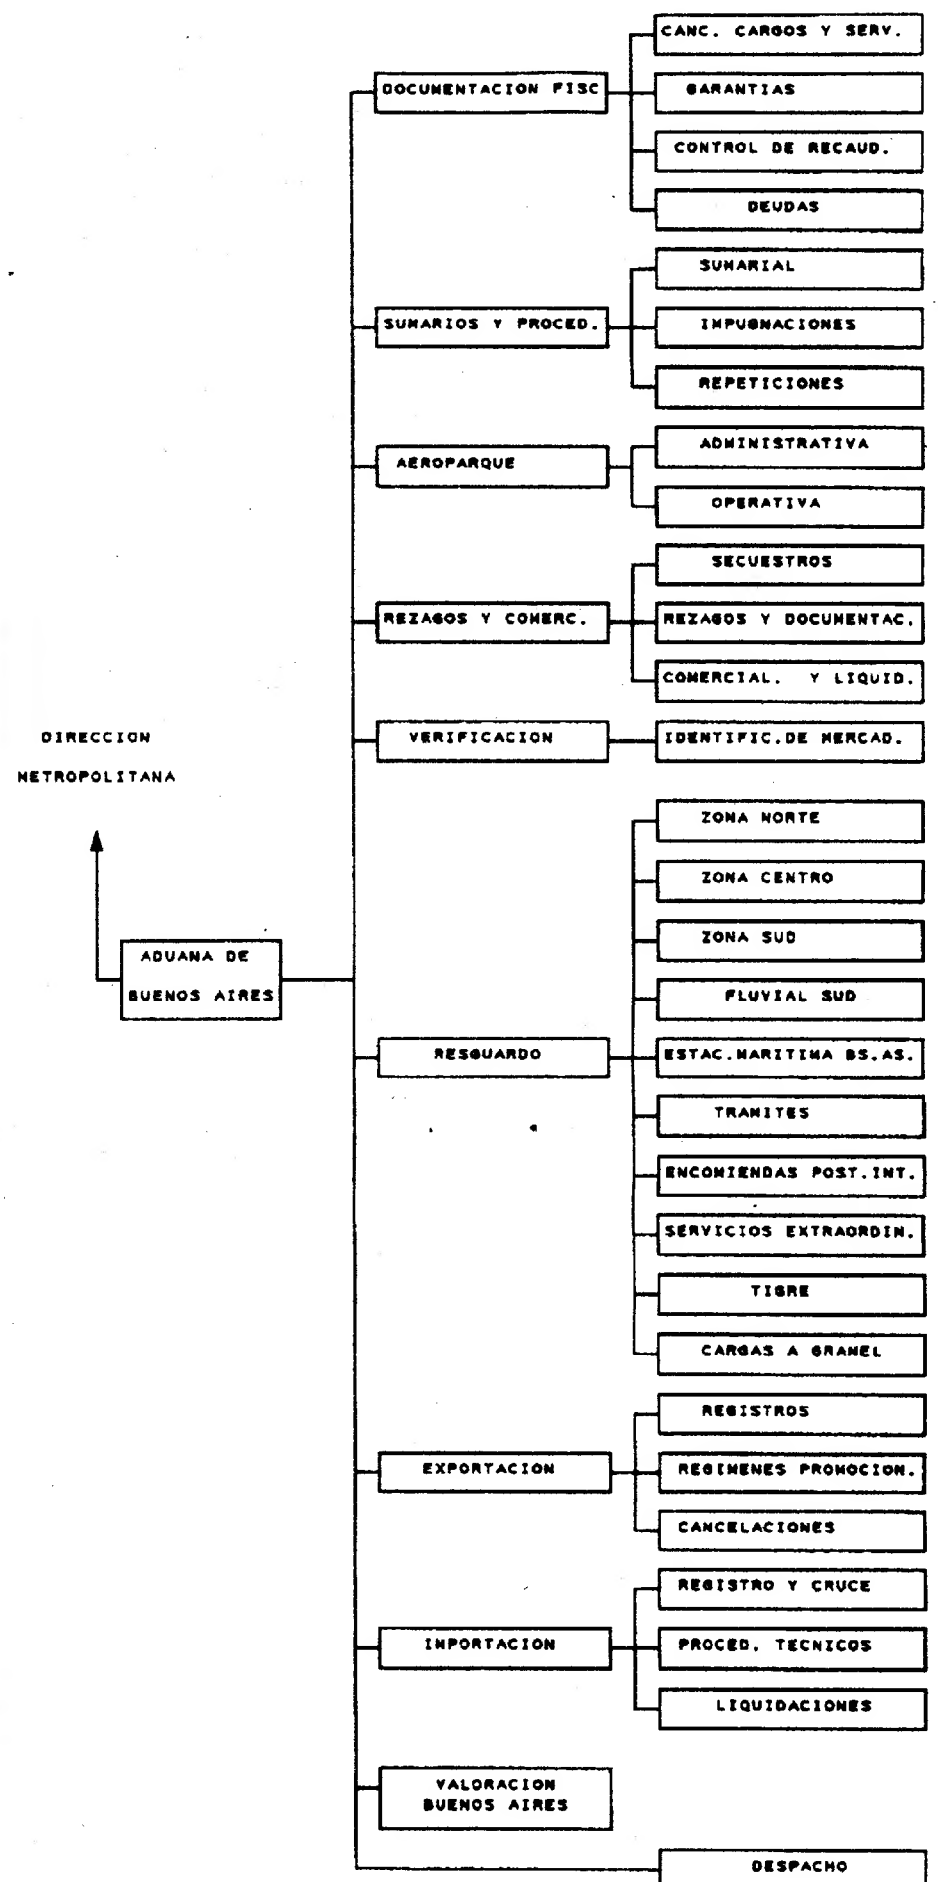 DIRECCION
METROPOLITANA
ADUANA DE
BUENOS AIRES
DOCUMENTACION FISC
CANC. CARGOS Y SERV.
GARANTIAS
CONTROL DE RECAUD.
DEUDAS
SUMARIOS Y PROCED.
SUMARIAL
IMPUGNACIONES
REPETICIONES
AEROPARQUE
ADMINISTRATIVA
OPERATIVA
REZAGOS Y COMERC.
SECUESTROS
REZAGOS Y DOCUMENTAC.
COMERCIAL. Y LIQUID.
VERIFICACION
IDENTIFIC.DE MERCAD.
RESGUARDO
ZONA NORTE
ZONA CENTRO
ZONA SUD
FLUVIAL SUD
ESTAC.MARITIMA BS.AS.
TRAMITES
ENCOMIENDAS POST.INT.
SERVICIOS EXTRAORDIN.
TIGRE
CARGAS A GRANEL
EXPORTACION
REGISTROS
REGIMENES PROMOCION.
CANCELACIONES
IMPORTACION
REGISTRO Y CRUCE
PROCED. TECNICOS
LIQUIDACIONES
VALORACION
BUENOS AIRES
DESPACHO